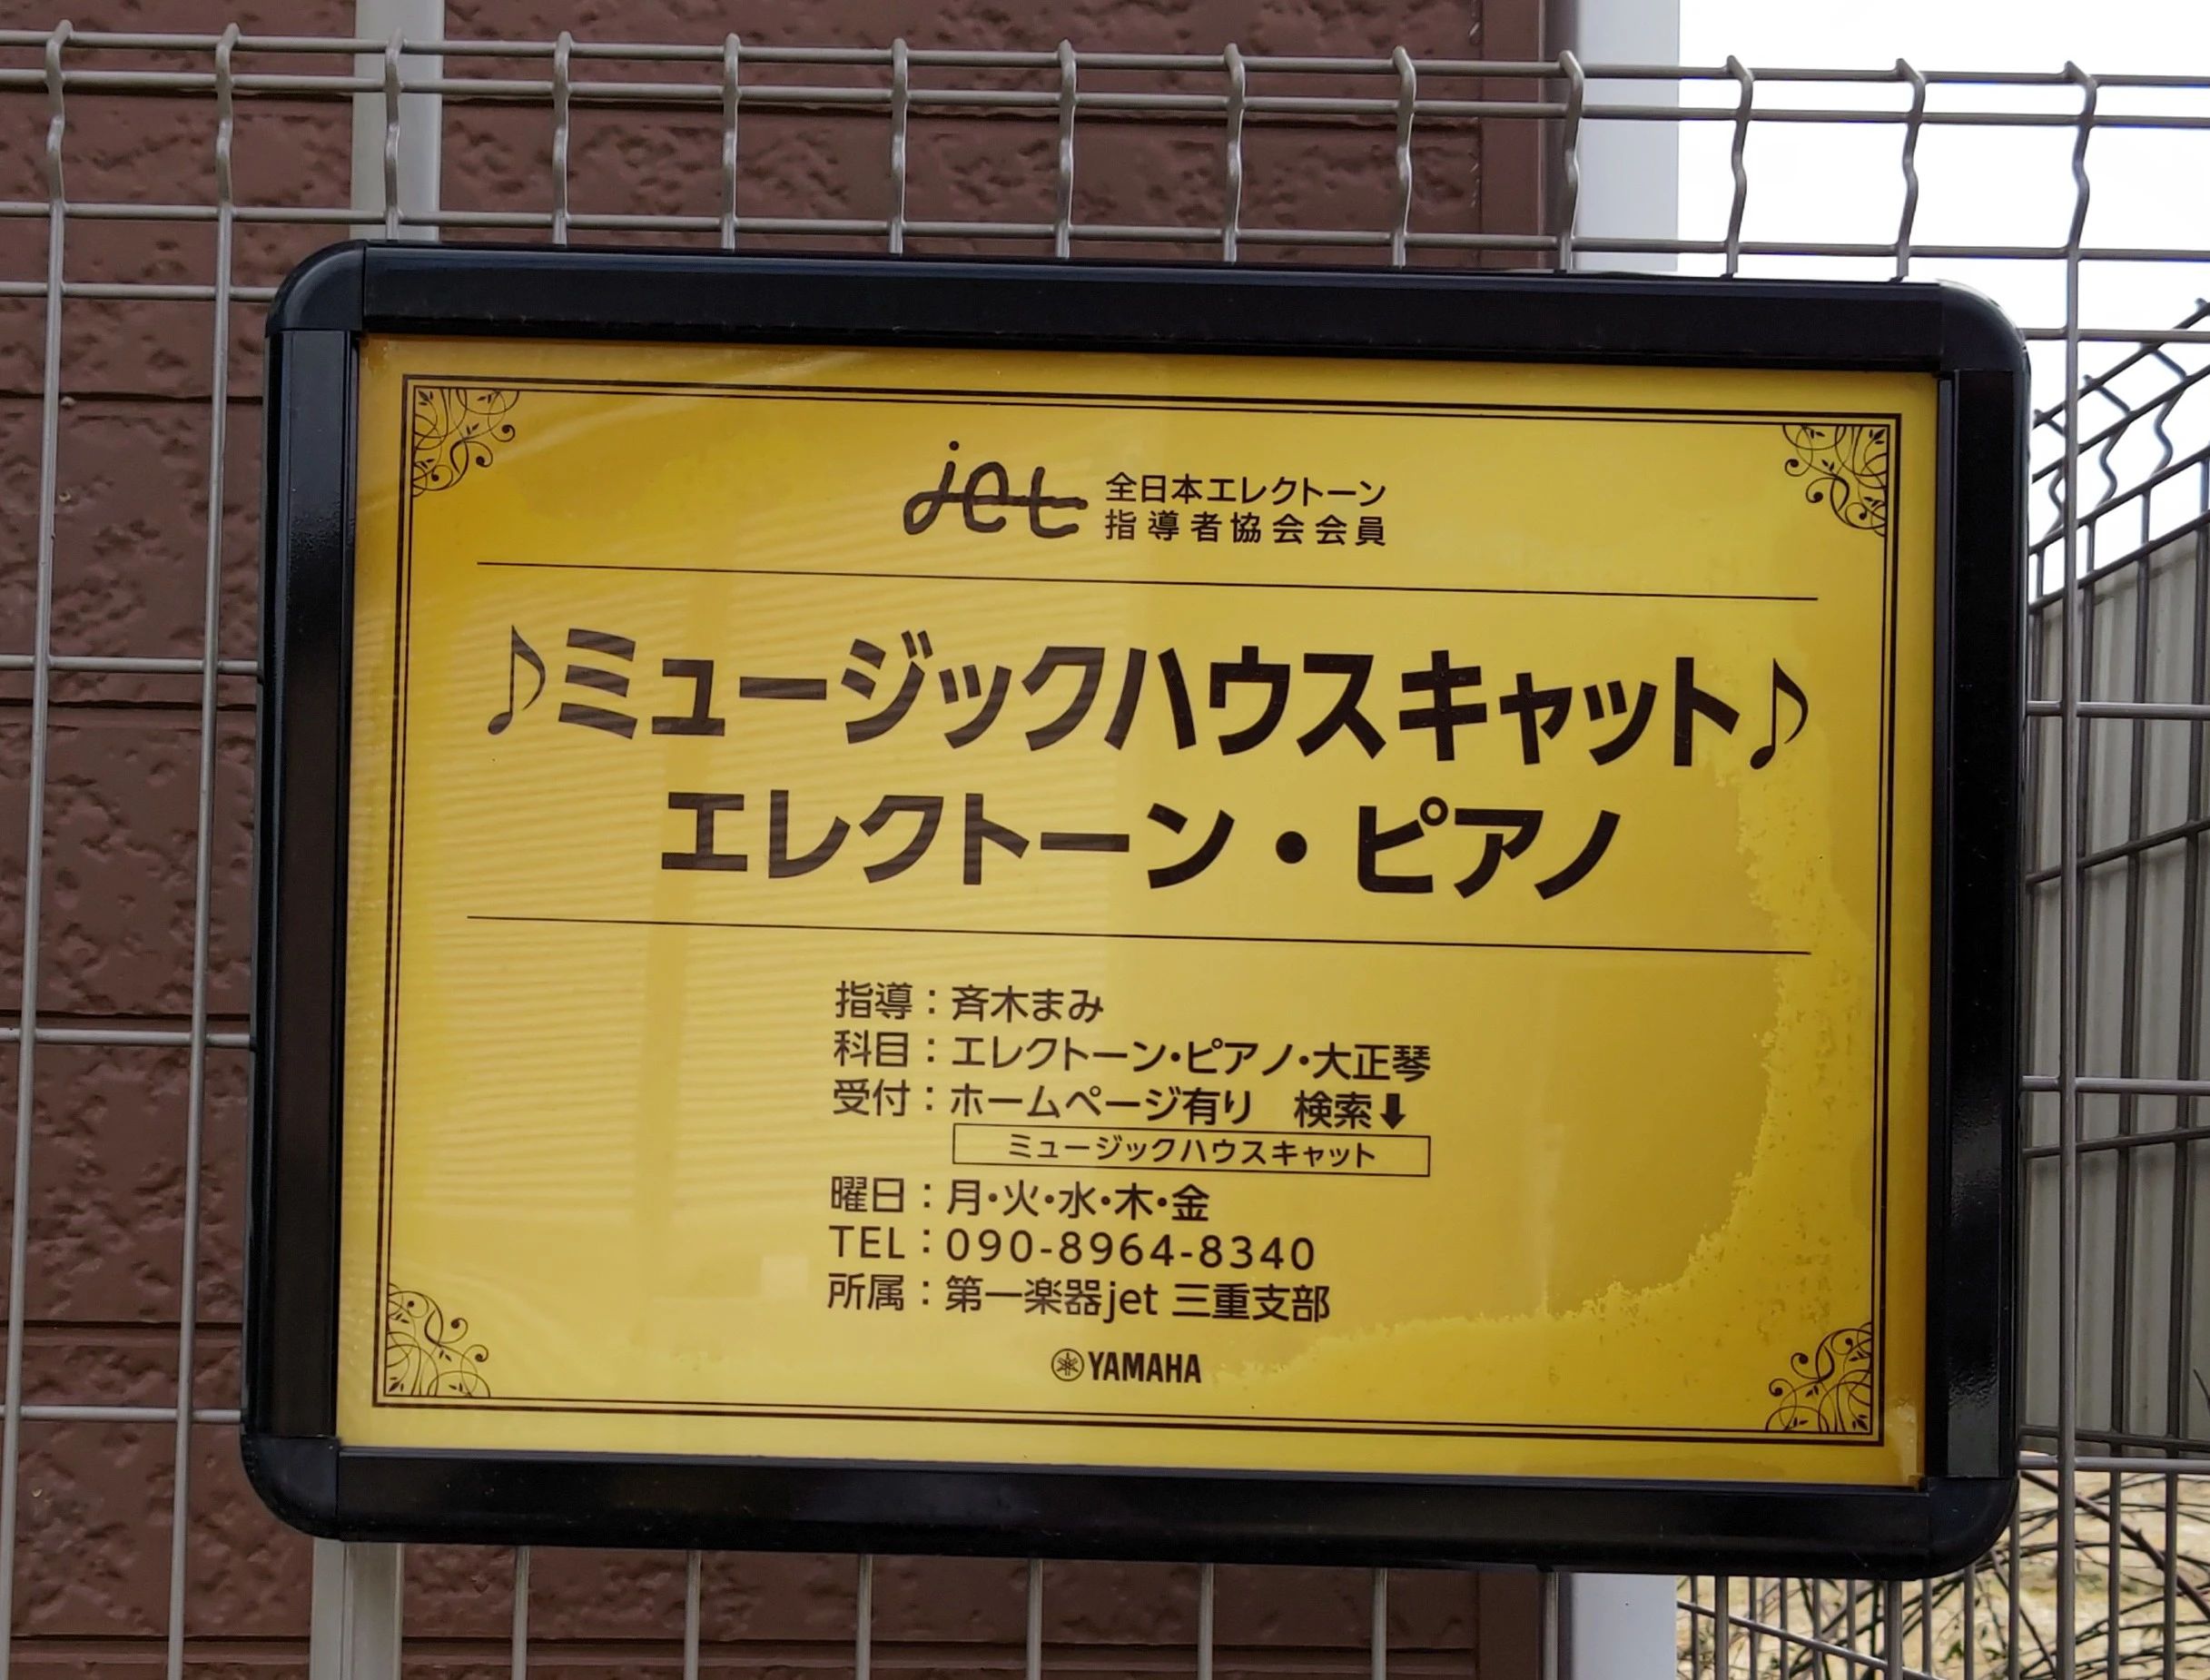 jet 全日本エレクトーン
指導者協会会員
♪ミュージックハウスキャット♪
エレクトーン・ピアノ
指導：斉木まみ
科目：エレクトーン・ピアノ・大正琴
受付：ホームページ有り　検索⬇
ミュージックハウスキャット
曜日：月・火・水・木・金
TEL：090-8964-8340
所属：第一楽器jet 三重支部
YAMAHA